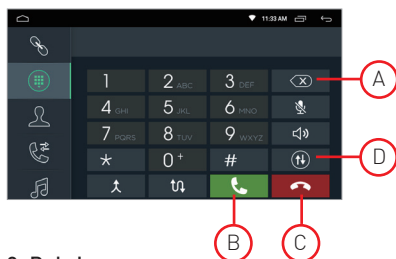 11:33 AM
1 2 ABC 3 DEF
A
4 GHI 5 JKL 6 MNO
7 PQRS 8 TUV 9 WXYZ
D
* 0 + #
B C